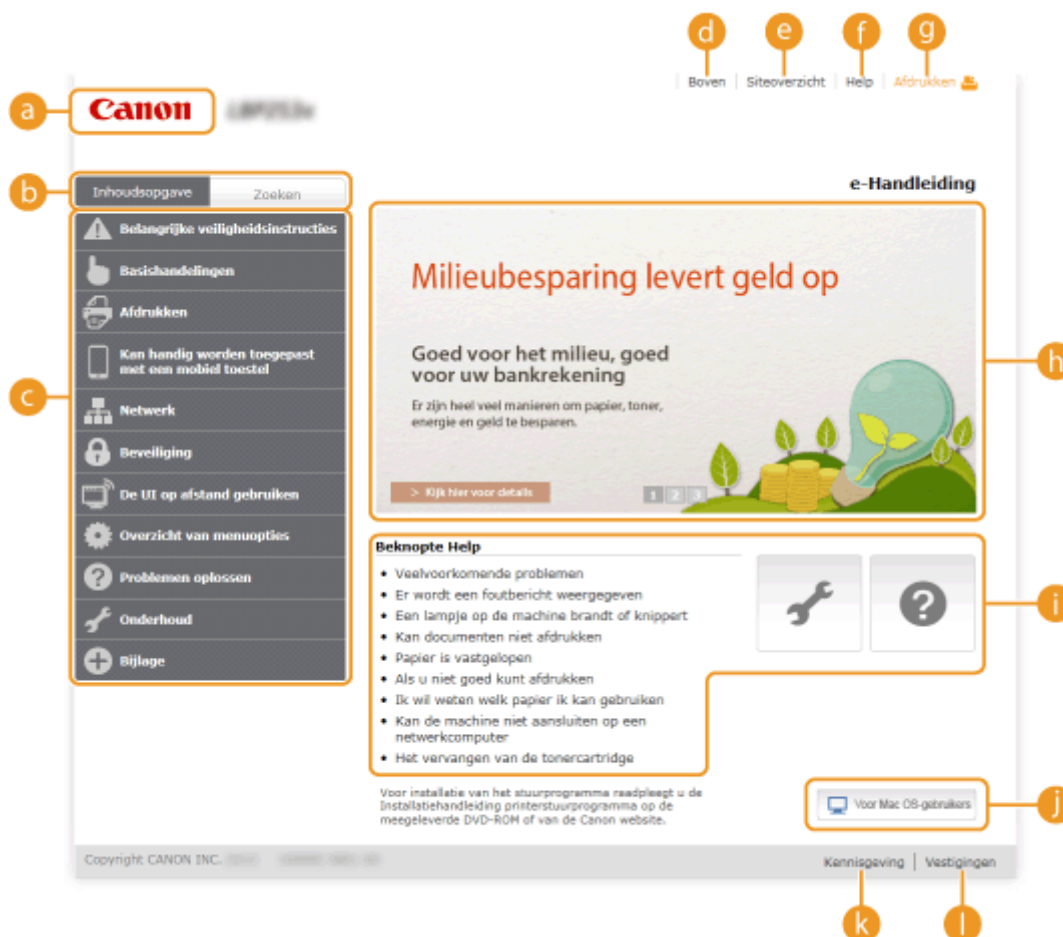 d e f g
Boven | Siteoverzicht | Help | Afdrukken
a
Canon
b
Inhoudsopgave Zoeken
e-Handleiding
c
Belangrijke veiligheidsinstructies
Basishandelingen
Afdrukken
Kan handig worden toegepast
met een mobiel toestel
Netwerk
Beveiliging
De UI op afstand gebruiken
Overzicht van menuopties
Problemen oplossen
Onderhoud
Bijlage
Milieubesparing levert geld op
Goed voor het milieu, goed
voor uw bankrekening
Er zijn heel veel manieren om papier, toner,
energie en geld te besparen.
> Kijk hier voor details
1 2 3
h
Beknopte Help
• Veelvoorkomende problemen
• Er wordt een foutbericht weergegeven
• Een lampje op de machine brandt of knippert
• Kan documenten niet afdrukken
• Papier is vastgelopen
• Als u niet goed kunt afdrukken
• Ik wil weten welk papier ik kan gebruiken
• Kan de machine niet aansluiten op een
netwerkcomputer
• Het vervangen van de tonercartridge
i
Voor installatie van het stuurprogramma raadpleegt u de
Installatiehandleiding printerstuurprogramma op de
meegeleverde DVD-ROM of van de Canon website.
Voor Mac OS-gebruikers
j
Copyright CANON INC.
Kennisgeving | Vestigingen
k l